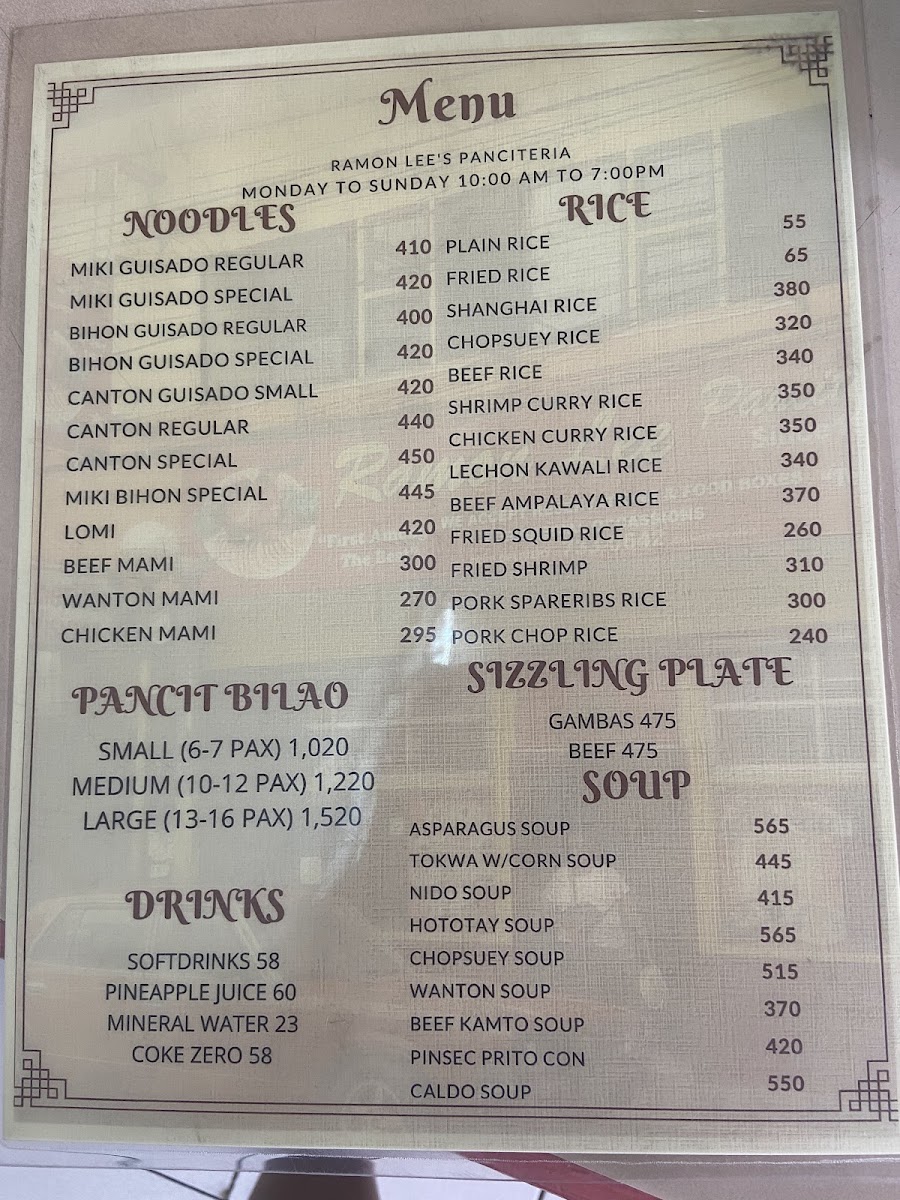 Menu
RAMON LEE'S PANCITERIA
MONDAY TO SUNDAY 10:00 AM TO 7:00PM
NOODLES
MIKI GUISADO REGULAR 410
MIKI GUISADO SPECIAL 420
BIHON GUISADO REGULAR 400
BIHON GUISADO SPECIAL 420
CANTON GUISADO SMALL 420
CANTON REGULAR 440
CANTON SPECIAL 450
MIKI BIHON SPECIAL 445
LOMI 420
BEEF MAMI 300
WANTON MAMI 270
CHICKEN MAMI 295
PANCIT BILAO
SMALL (6-7 PAX) 1,020
MEDIUM (10-12 PAX) 1,220
LARGE (13-16 PAX) 1,520
DRINKS
SOFTDRINKS 58
PINEAPPLE JUICE 60
MINERAL WATER 23
COKE ZERO 58
RICE
PLAIN RICE 55
FRIED RICE 65
SHANGHAI RICE 380
CHOPSUEY RICE 320
BEEF RICE 340
SHRIMP CURRY RICE 350
CHICKEN CURRY RICE 350
LECHON KAWALI RICE 340
BEEF AMPALAYA RICE 370
FRIED SQUID RICE 260
FRIED SHRIMP 310
PORK SPARERIBS RICE 300
PORK CHOP RICE 240
SIZZLING PLATE
GAMBAS 475
BEEF 475
SOUP
ASPARAGUS SOUP 565
TOKWA W/CORN SOUP 445
NIDO SOUP 415
HOTOTAY SOUP 565
CHOPSUEY SOUP 515
WANTON SOUP 370
BEEF KAMTO SOUP 420
PINSEC PRITO CON 550
CALDO SOUP